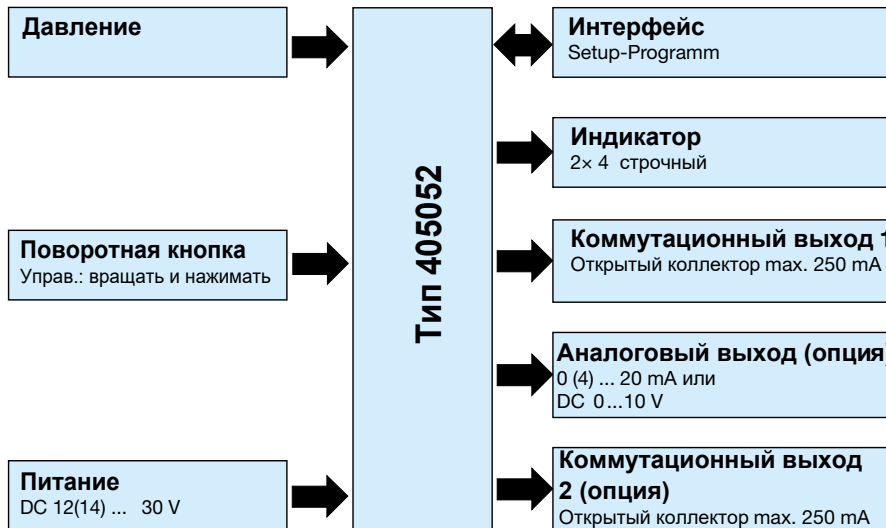 Давление
Поворотная кнопка
Управ.: вращать и нажимать
Питание
DC 12(14) ... 30 V
Тип 405052
Интерфейс
Setup-Programm
Индикатор
2× 4 строчный
Коммутационный выход 1
Открытый коллектор max. 250 mA
Аналоговый выход (опция)
0 (4) ... 20 mA или
DC 0...10 V
Коммутационный выход
2 (опция)
Открытый коллектор max. 250 mA